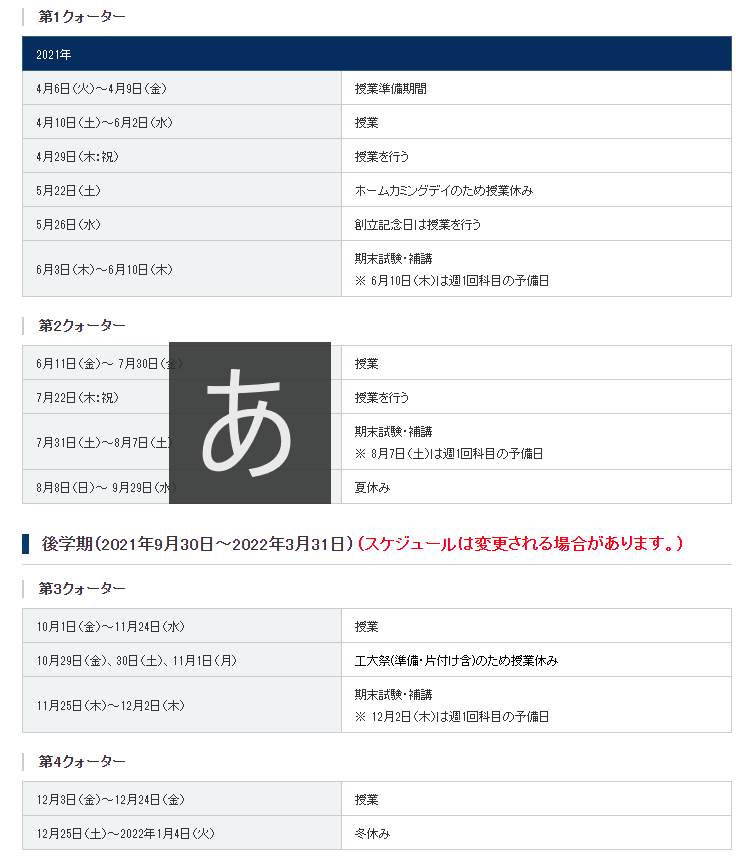 第1クォーター
2021年
4月6日(火)～4月9日(金) 授業準備期間
4月10日(土)～6月2日(水) 授業
4月29日(木:祝) 授業を行う
5月22日(土) ホームカミングデイのため授業休み
5月26日(水) 創立記念日は授業を行う
6月3日(木)～6月10日(木) 期末試験・補講
※ 6月10日(木)は週1回科目の予備日
第2クォーター
6月11日(金)～ 7月30日(金) 授業
7月22日(木:祝) 授業を行う
7月31日(土)～8月7日(土) 期末試験・補講
※ 8月7日(土)は週1回科目の予備日
8月8日(日)～ 9月29日(水) 夏休み
あ
後学期(2021年9月30日～2022年3月31日)(スケジュールは変更される場合があります。)
第3クォーター
10月1日(金)～11月24日(水) 授業
10月29日(金)、30日(土)、11月1日(月) 工大祭(準備・片付け含)のため授業休み
11月25日(木)～12月2日(木) 期末試験・補講
※ 12月2日(木)は週1回科目の予備日
第4クォーター
12月3日(金)～12月24日(金) 授業
12月25日(土)～2022年1月4日(火) 冬休み